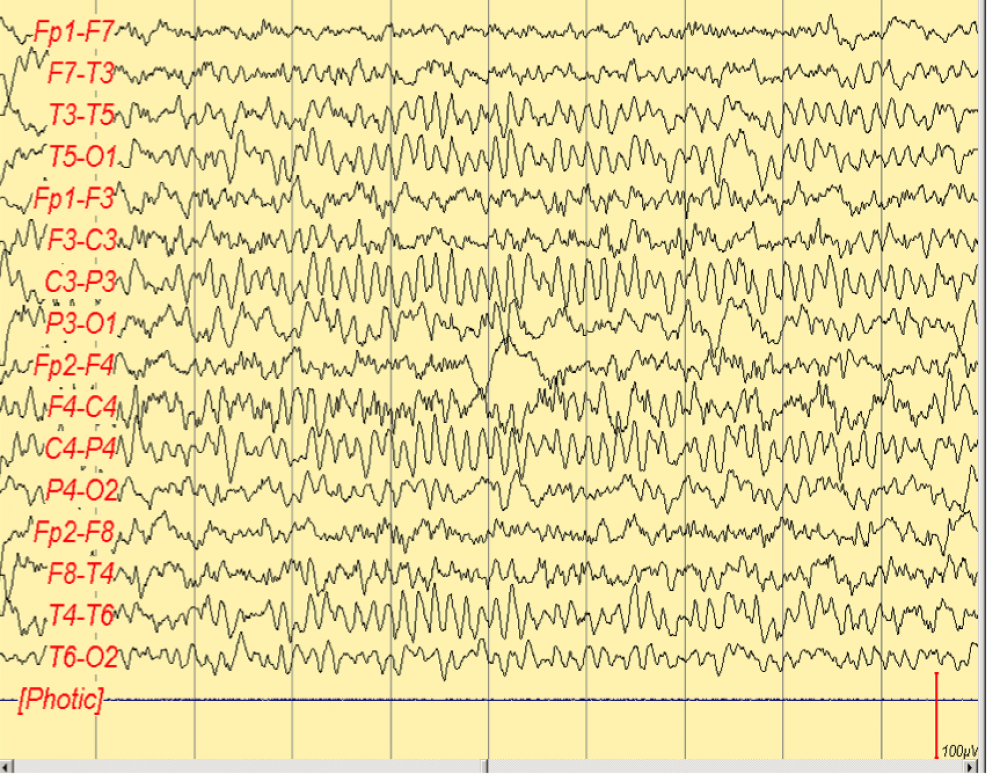 Fp1-F7
F7-T3
T3-T5
T5-O1
Fp1-F3
F3-C3
C3-P3
P3-O1
Fp2-F4
F4-C4
C4-P4
P4-O2
Fp2-F8
F8-T4
T4-T6
T6-O2
[Photic]
100µV